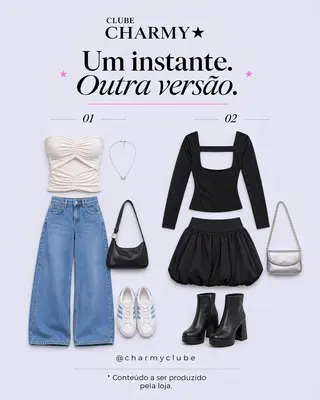 CLUBE
CHARMY★
Um instante.
Outra versão.
01
02
@charmyclube
* Conteúdo a ser produzido
pela loja.